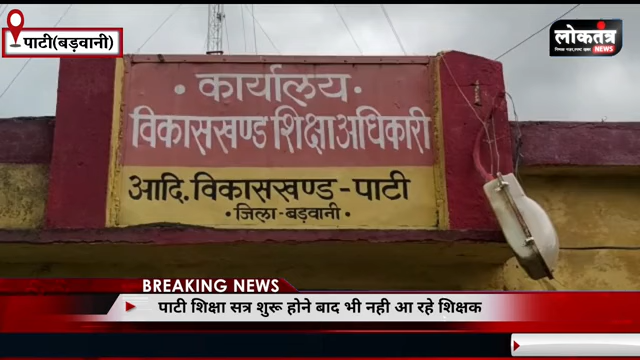 पाटी(बड़वानी)
लोकतंत्र
NEWS
• कार्यालय •
विकासखण्ड शिक्षा अधिकारी
आदि. विकासखण्ड - पाटी
• जिला - बड़वानी •
BREAKING NEWS
पाटी शिक्षा सत्र शुरू होने बाद भी नही आ रहे शिक्षक